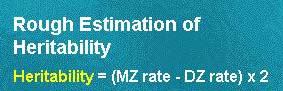 Rough Estimation of
Heritability
Heritability = (MZ rate - DZ rate) x 2